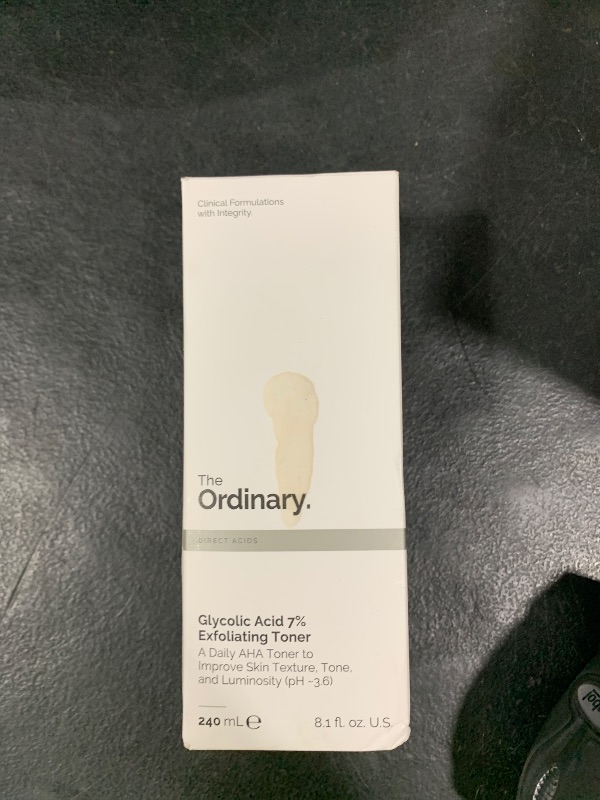 Clinical Formulations
with Integrity.
The
Ordinary.
DIRECT ACIDS
Glycolic Acid 7%
Exfoliating Toner
A Daily AHA Toner to
Improve Skin Texture, Tone,
and Luminosity (pH ~3.6)
240 mL ℮ 8.1 fl. oz. U.S.